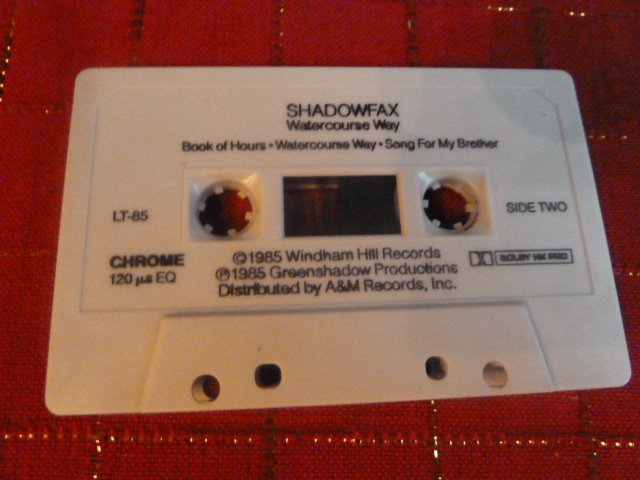 SHADOWFAX
Watercourse Way
Book of Hours • Watercourse Way • Song For My Brother
LT-85
SIDE TWO
CHROME
120 µs EQ
©1985 Windham Hill Records
℗1985 Greenshadow Productions
Distributed by A&M Records, Inc.
DOLBY HX PRO